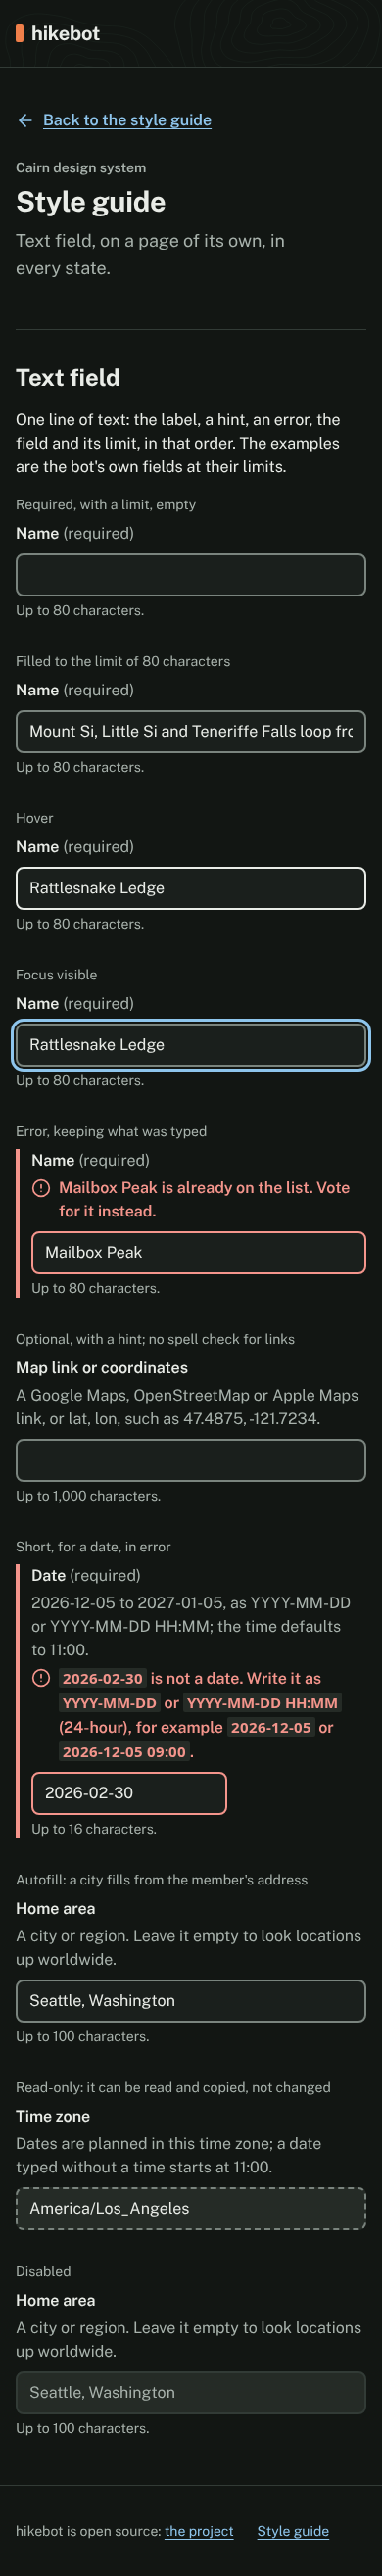 hikebot
Back to the style guide
Cairn design system
Style guide
Text field, on a page of its own, in
every state.
Text field
One line of text: the label, a hint, an error, the
field and its limit, in that order. The examples
are the bot's own fields at their limits.
Required, with a limit, empty
Name (required)
Up to 80 characters.
Filled to the limit of 80 characters
Name (required)
Mount Si, Little Si and Teneriffe Falls loop fro
Up to 80 characters.
Hover
Name (required)
Rattlesnake Ledge
Up to 80 characters.
Focus visible
Name (required)
Rattlesnake Ledge
Up to 80 characters.
Error, keeping what was typed
Name (required)
Mailbox Peak is already on the list. Vote
for it instead.
Mailbox Peak
Up to 80 characters.
Optional, with a hint; no spell check for links
Map link or coordinates
A Google Maps, OpenStreetMap or Apple Maps
link, or lat, lon, such as 47.4875, -121.7234.
Up to 1,000 characters.
Short, for a date, in error
Date (required)
2026-12-05 to 2027-01-05, as YYYY-MM-DD
or YYYY-MM-DD HH:MM; the time defaults
to 11:00.
2026-02-30 is not a date. Write it as
YYYY-MM-DD or YYYY-MM-DD HH:MM
(24-hour), for example 2026-12-05 or
2026-12-05 09:00.
2026-02-30
Up to 16 characters.
Autofill: a city fills from the member's address
Home area
A city or region. Leave it empty to look locations
up worldwide.
Seattle, Washington
Up to 100 characters.
Read-only: it can be read and copied, not changed
Time zone
Dates are planned in this time zone; a date
typed without a time starts at 11:00.
America/Los_Angeles
Disabled
Home area
A city or region. Leave it empty to look locations
up worldwide.
Seattle, Washington
Up to 100 characters.
hikebot is open source: the project Style guide